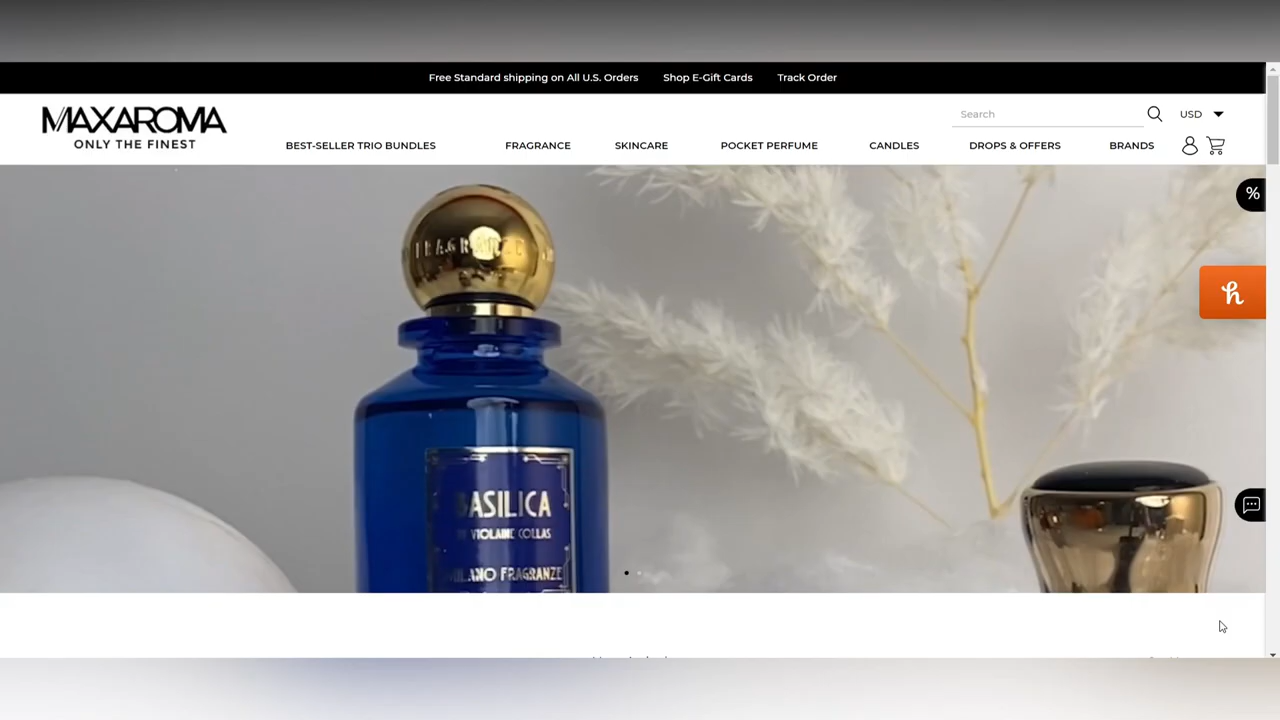 Free Standard shipping on All U.S. Orders Shop E-Gift Cards Track Order
MAXAROMA
ONLY THE FINEST
Search
USD
BEST-SELLER TRIO BUNDLES FRAGRANCE SKINCARE POCKET PERFUME CANDLES DROPS & OFFERS BRANDS
%
h
BASILICA
VIOLAINE COLLAS
MILANO FRAGRANZE